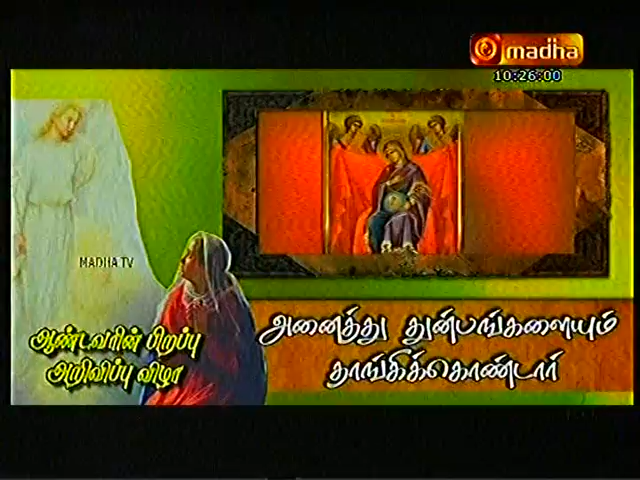 madha
10:26:00
MADHA TV
ஆண்டவரின் பிறப்பு
அறிவிப்பு விழா
அனைத்து துன்பங்களையும்
தாங்கிக்கொண்டார்